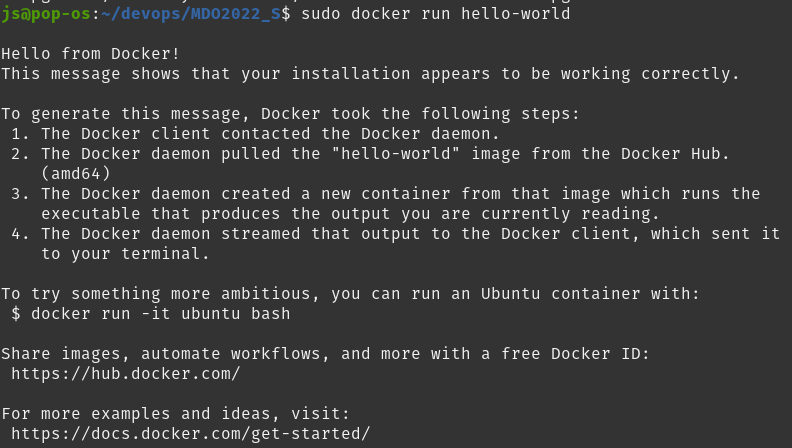 js@pop-os:~/devops/MDO2022_S$ sudo docker run hello-world
Hello from Docker!
This message shows that your installation appears to be working correctly.
To generate this message, Docker took the following steps:
1. The Docker client contacted the Docker daemon.
2. The Docker daemon pulled the "hello-world" image from the Docker Hub.
(amd64)
3. The Docker daemon created a new container from that image which runs the
executable that produces the output you are currently reading.
4. The Docker daemon streamed that output to the Docker client, which sent it
to your terminal.
To try something more ambitious, you can run an Ubuntu container with:
$ docker run -it ubuntu bash
Share images, automate workflows, and more with a free Docker ID:
https://hub.docker.com/
For more examples and ideas, visit:
https://docs.docker.com/get-started/